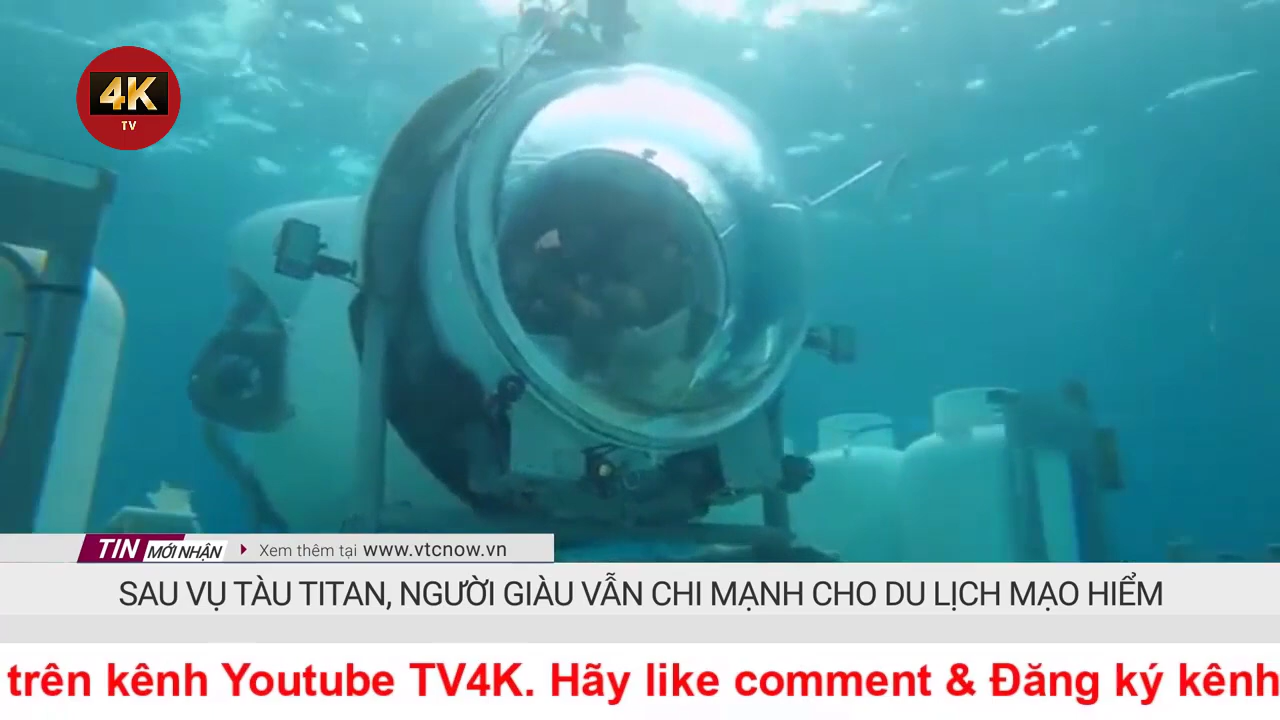 4K
TV
TIN MỚI NHẬN Xem thêm tại www.vtcnow.vn
SAU VỤ TÀU TITAN, NGƯỜI GIÀU VẪN CHI MẠNH CHO DU LỊCH MẠO HIỂM
trên kênh Youtube TV4K. Hãy like comment & Đăng ký kênh